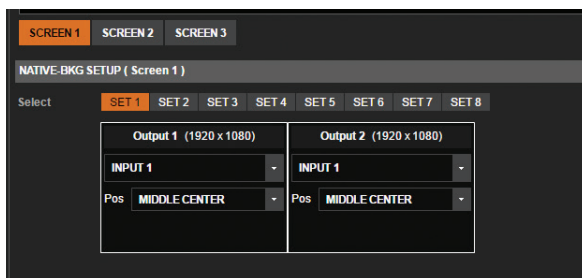 SCREEN 1 SCREEN 2 SCREEN 3
NATIVE-BKG SETUP ( Screen 1 )
Select SET 1 SET 2 SET 3 SET 4 SET 5 SET 6 SET 7 SET 8
Output 1 (1920 x 1080) Output 2 (1920 x 1080)
INPUT 1 INPUT 1
Pos MIDDLE CENTER Pos MIDDLE CENTER